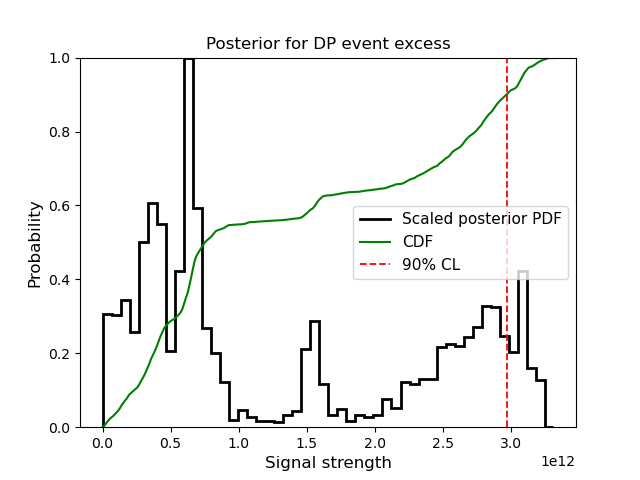 Posterior for DP event excess
1.0
0.8
0.6
0.4
0.2
0.0
Probability
Scaled posterior PDF
CDF
90% CL
0.0 0.5 1.0 1.5 2.0 2.5 3.0
1e12
Signal strength